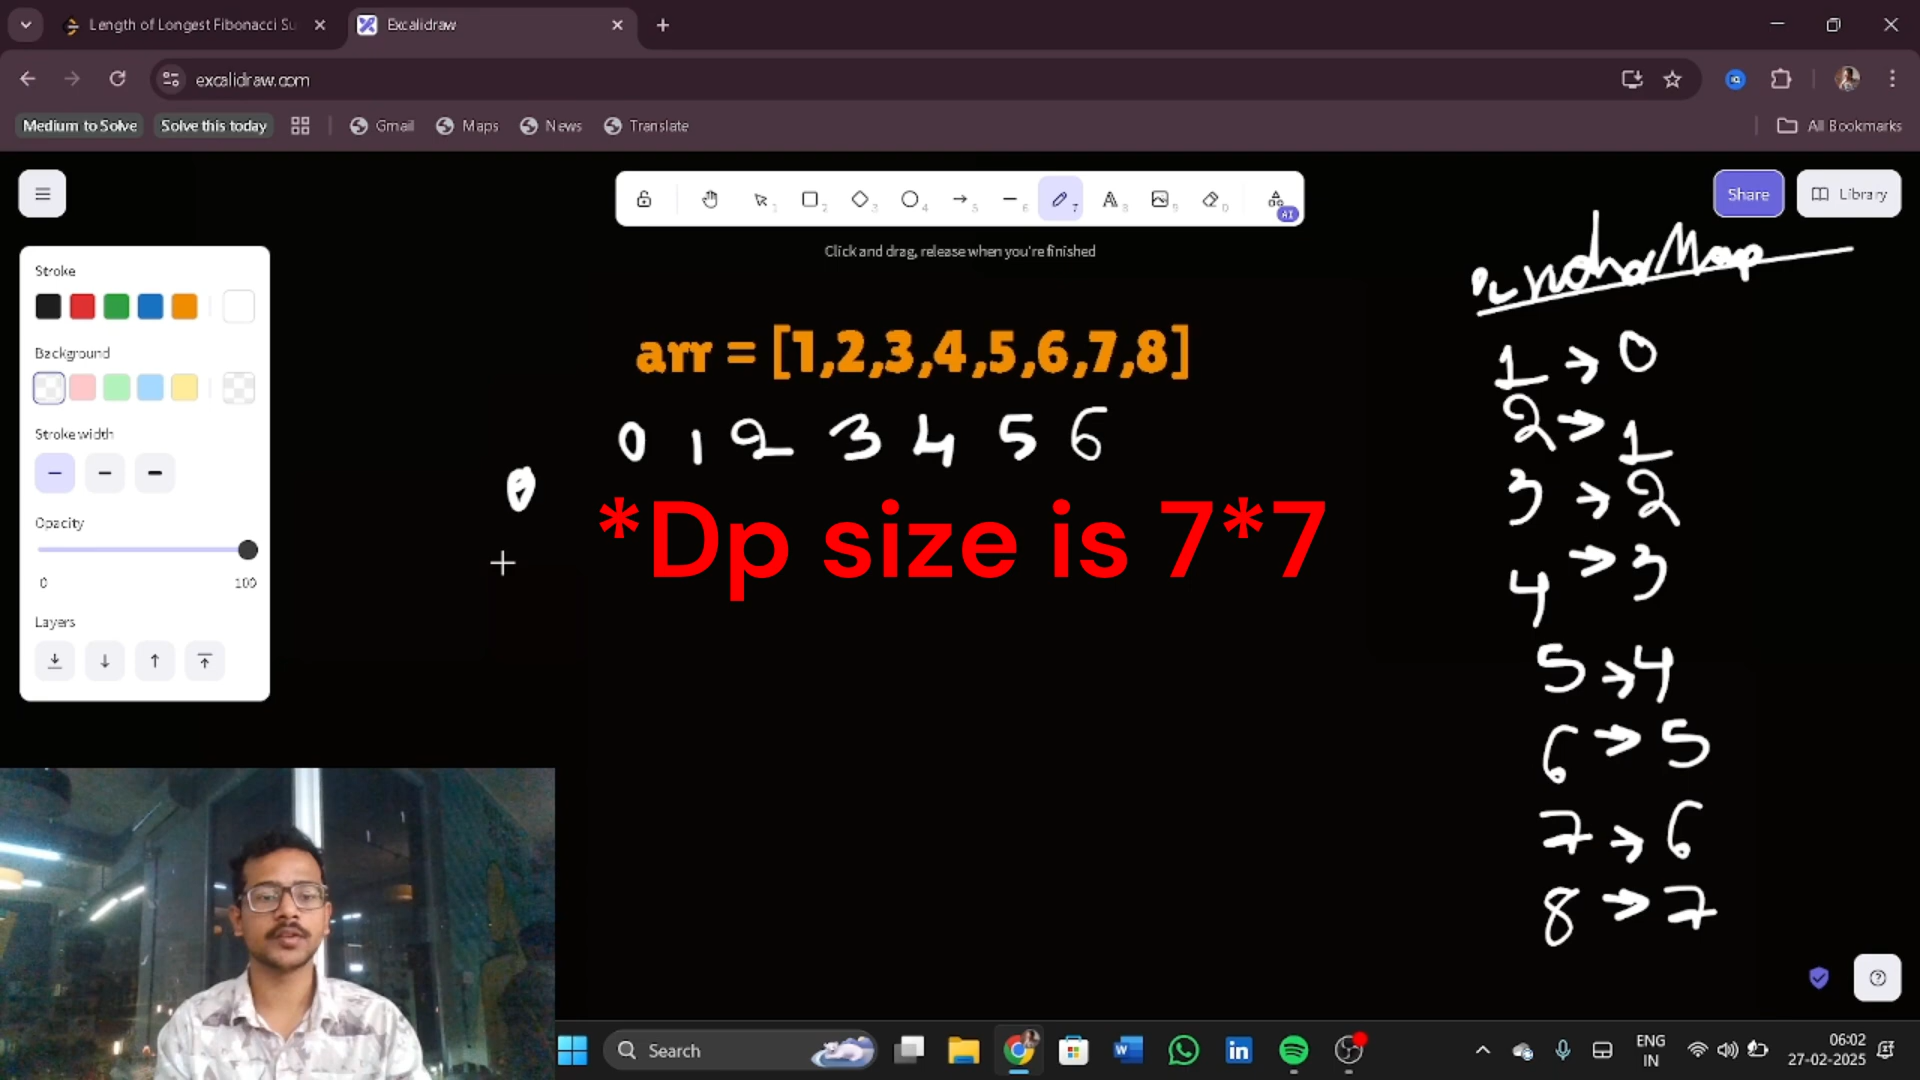 Length of Longest Fibonacci Su
Excalidraw
excalidraw.com
Medium to Solve
Solve this today
Gmail
Maps
News
Translate
All Bookmarks
Share
Library
Click and drag, release when you're finished
Stroke
Background
Stroke width
Opacity
0 100
Layers
arr = [1,2,3,4,5,6,7,8]
0 1 2 3 4 5 6
0
*Dp size is 7*7
Map
1 → 0
2 → 1
3 → 2
4 → 3
5 → 4
6 → 5
7 → 6
8 → 7
Search
ENG
IN
06:02
27-02-2025